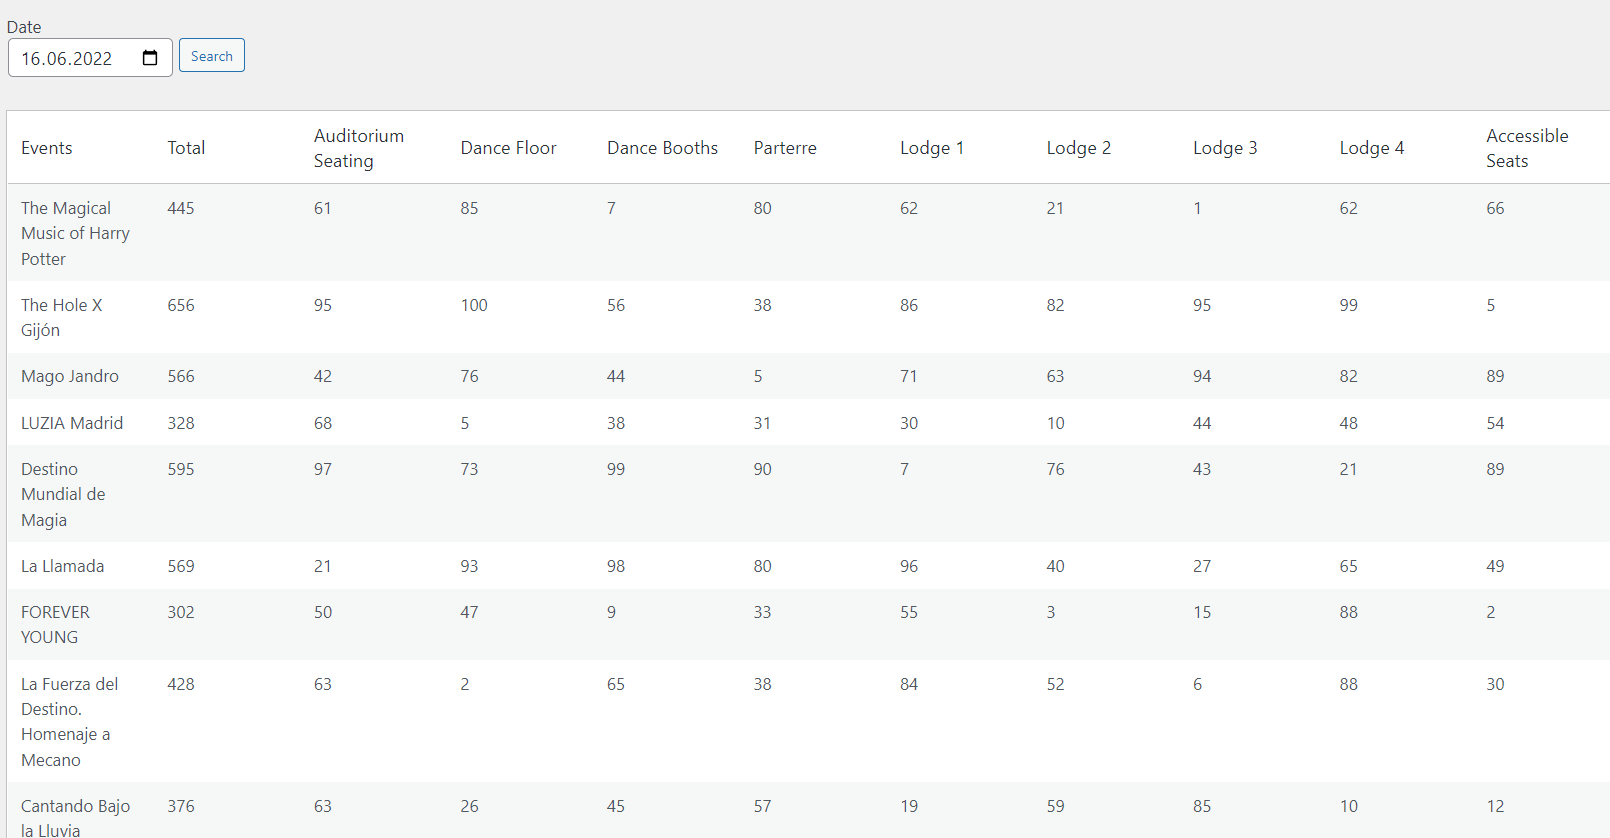 Date
16.06.2022 Search
Events Total Auditorium Seating Dance Floor Dance Booths Parterre Lodge 1 Lodge 2 Lodge 3 Lodge 4 Accessible Seats
The Magical 445 61 85 7 80 62 21 1 62 66
Music of Harry
Potter
The Hole X 656 95 100 56 38 86 82 95 99 5
Gijón
Mago Jandro 566 42 76 44 5 71 63 94 82 89
LUZIA Madrid 328 68 5 38 31 30 10 44 48 54
Destino 595 97 73 99 90 7 76 43 21 89
Mundial de
Magia
La Llamada 569 21 93 98 80 96 40 27 65 49
FOREVER 302 50 47 9 33 55 3 15 88 2
YOUNG
La Fuerza del 428 63 2 65 38 84 52 6 88 30
Destino.
Homenaje a
Mecano
Cantando Bajo 376 63 26 45 57 19 59 85 10 12
la Lluvia